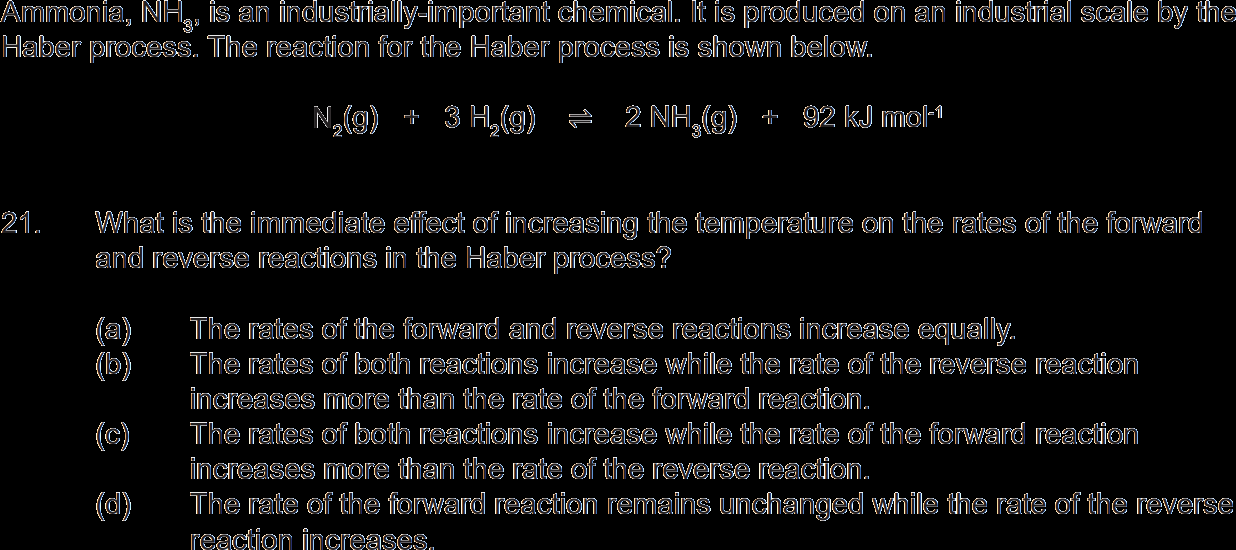 Ammonia, NH₃, is an industrially-important chemical. It is produced on an industrial scale by the
Haber process. The reaction for the Haber process is shown below.
N₂(g) + 3 H₂(g) ⇌ 2 NH₃(g) + 92 kJ mol⁻¹
21. What is the immediate effect of increasing the temperature on the rates of the forward
and reverse reactions in the Haber process?
(a) The rates of the forward and reverse reactions increase equally.
(b) The rates of both reactions increase while the rate of the reverse reaction
increases more than the rate of the forward reaction.
(c) The rates of both reactions increase while the rate of the forward reaction
increases more than the rate of the reverse reaction.
(d) The rate of the forward reaction remains unchanged while the rate of the reverse
reaction increases.